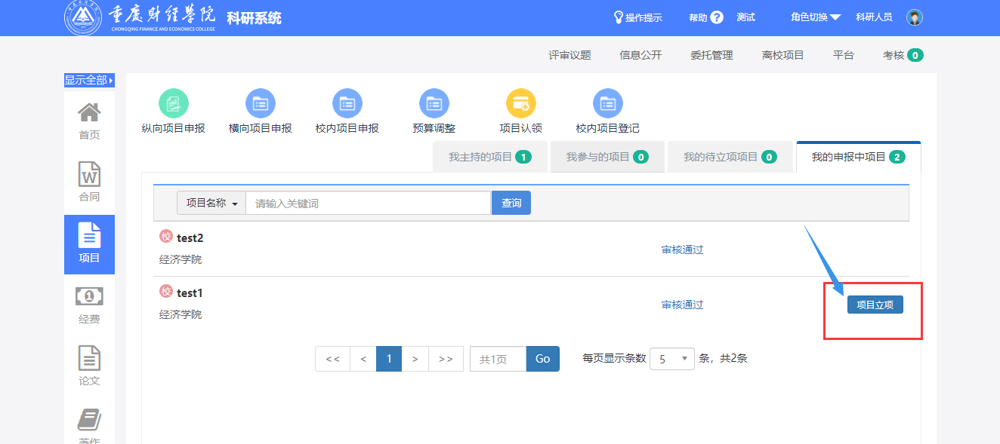 重庆财经学院 科研系统
CHONGQING FINANCE AND ECONOMICS COLLEGE
操作提示 帮助 ? 测试 角色切换 科研人员
评审议题 信息公开 委托管理 离校项目 平台 考核 0
显示全部
首页
W
合同
项目
1
经费
论文
著作
纵向项目申报 横向项目申报 校内项目申报 预算调整 项目认领 校内项目登记
我主持的项目 1 我参与的项目 0 我的待立项项目 0 我的申报中项目 2
项目名称 请输入关键词 查询
校 test2
经济学院 审核通过
校 test1
经济学院 审核通过 项目立项
<< < 1 > >> 共1页 Go 每页显示条数 5 条，共2条